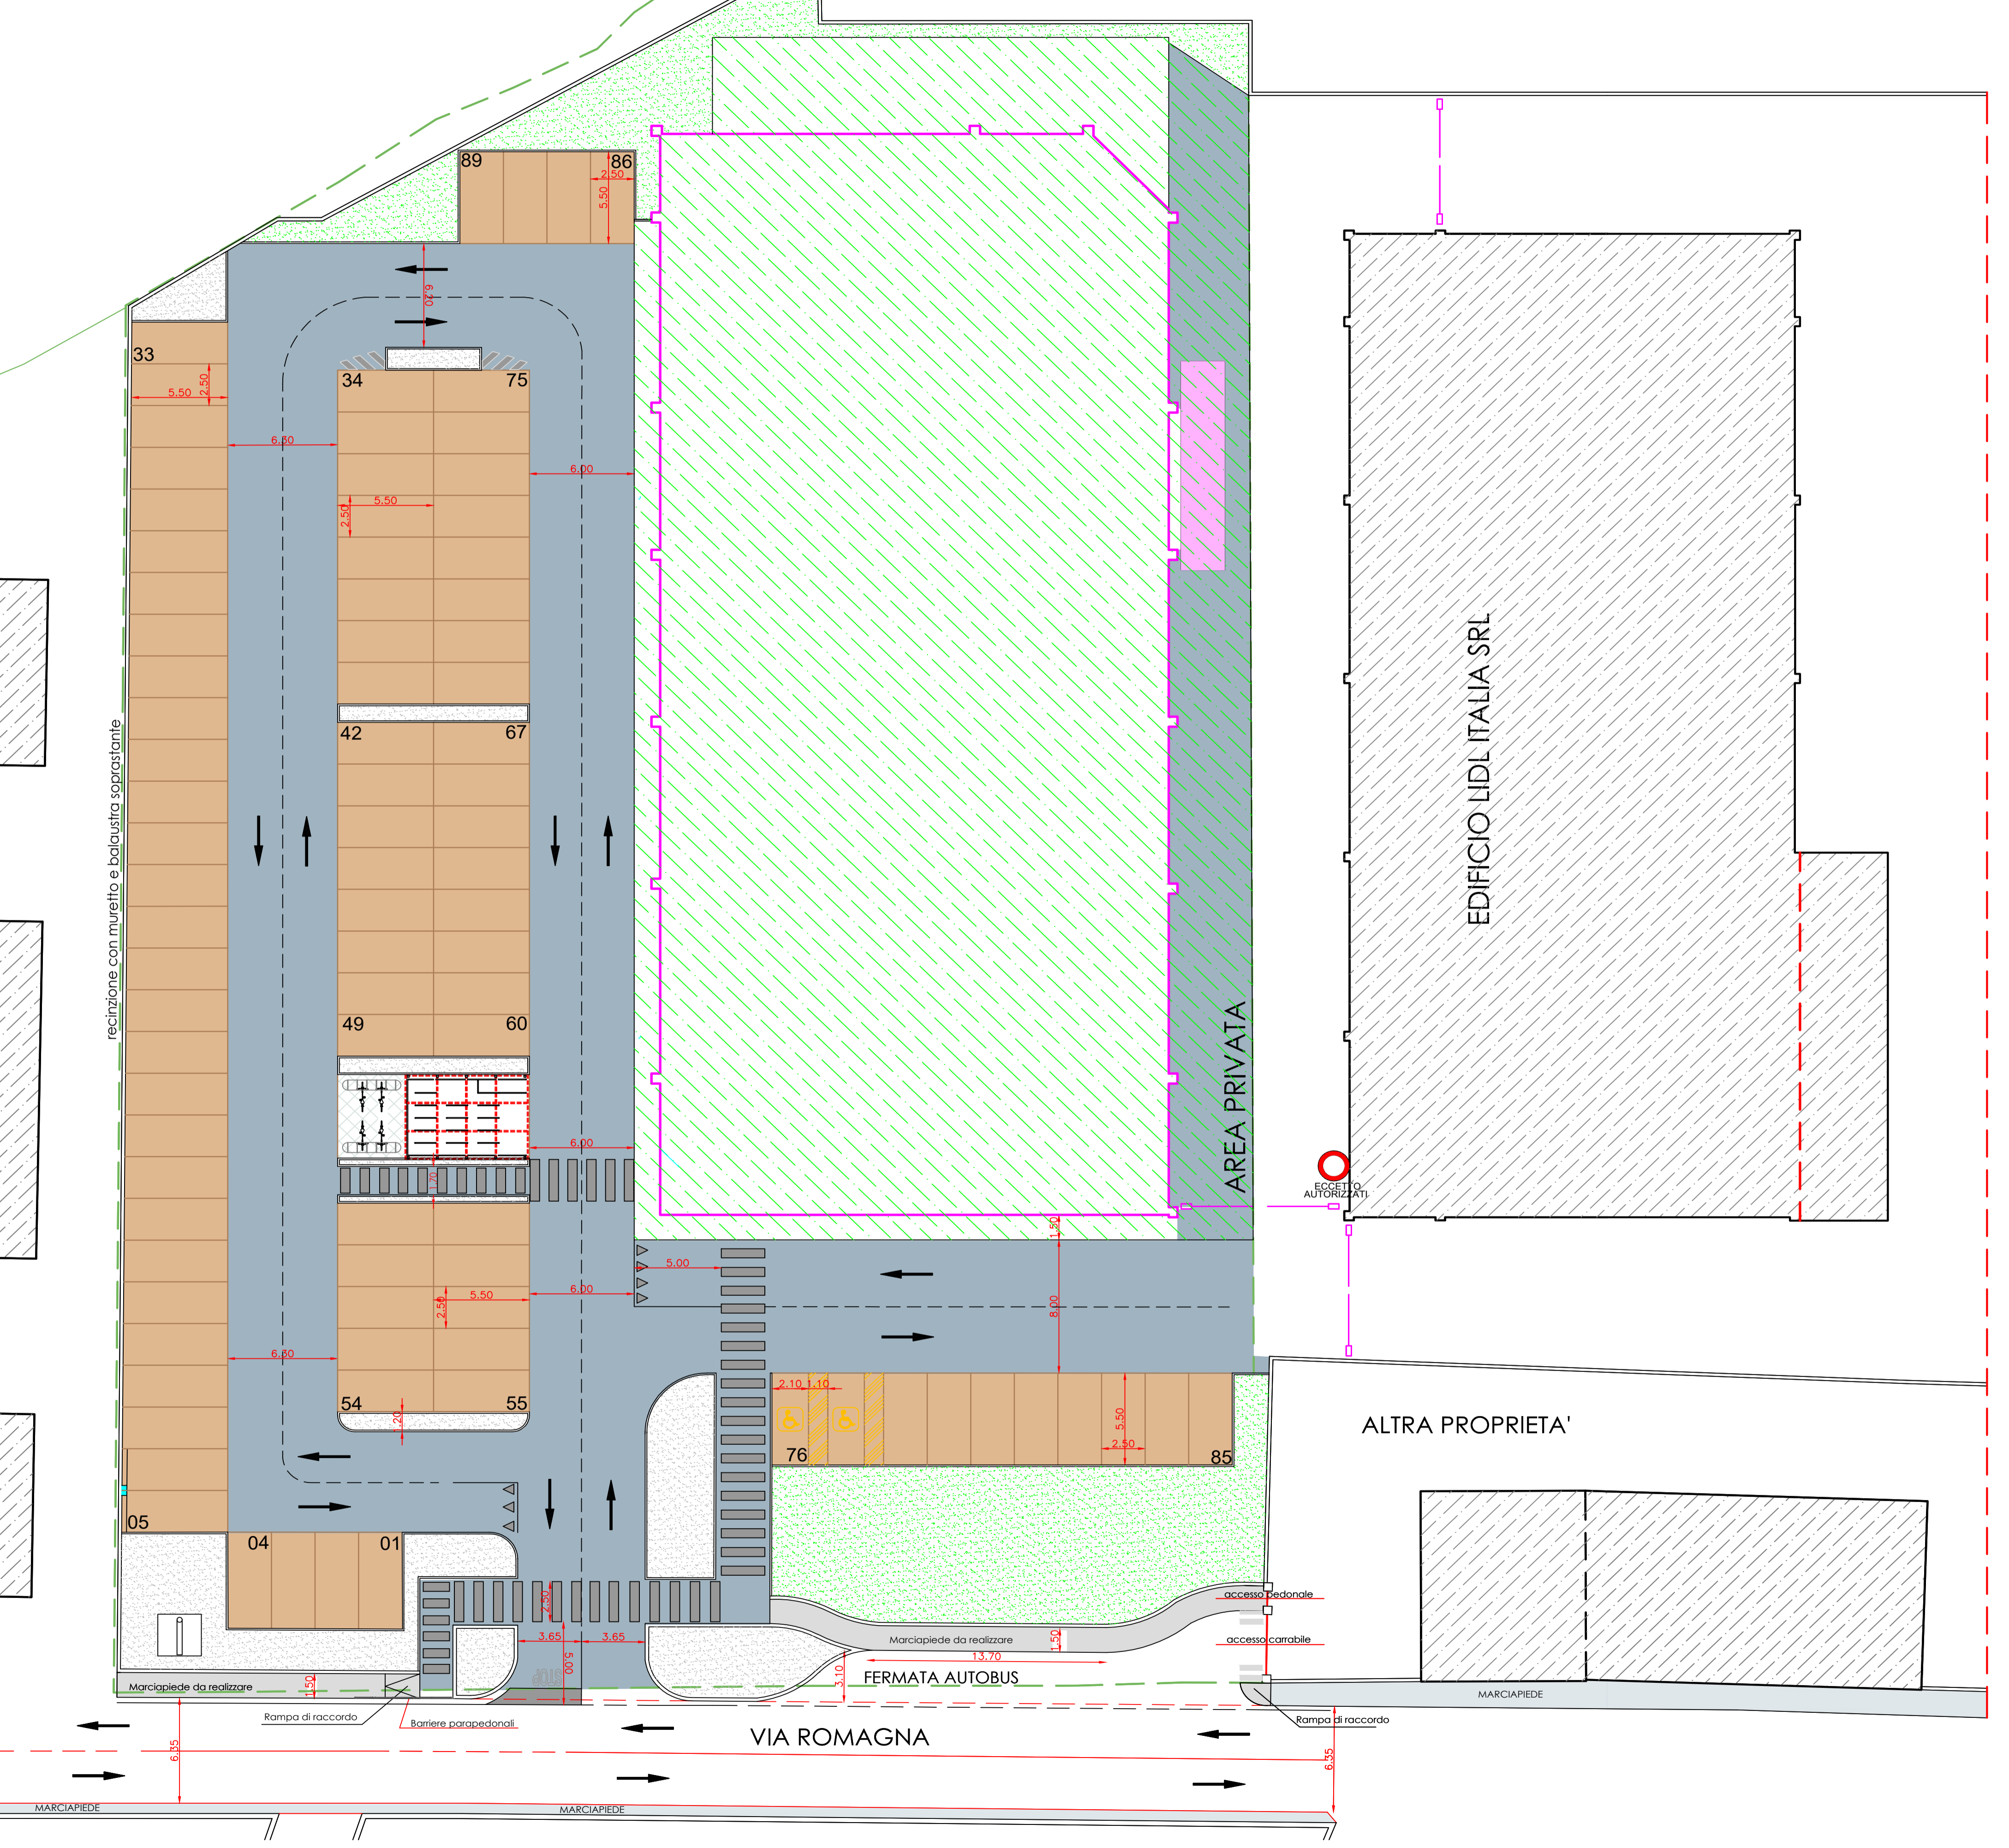 89
86
2.50
5.50
6.20
33
34
75
2.50
5.50
6.30
6.00
5.50
2.50
42
67
recinzione con muretto e balaustra soprastante
EDIFICIO LIDL ITALIA SRL
49
60
AREA PRIVATA
6.00
1.70
ECCETTO
AUTORIZZATI
1.50
5.00
6.00
5.50
2.50
8.00
6.30
2.10
1.10
54
55
5.50
2.50
76
85
ALTRA PROPRIETA'
05
04
01
2.50
accesso pedonale
3.65
3.65
5.00
Marciapiede da realizzare
1.50
accesso carrabile
13.70
3.10
FERMATA AUTOBUS
Marciapiede da realizzare
1.50
MARCIAPIEDE
Rampa di raccordo
Barriere parapedonali
Rampa di raccordo
VIA ROMAGNA
6.35
6.35
MARCIAPIEDE
MARCIAPIEDE